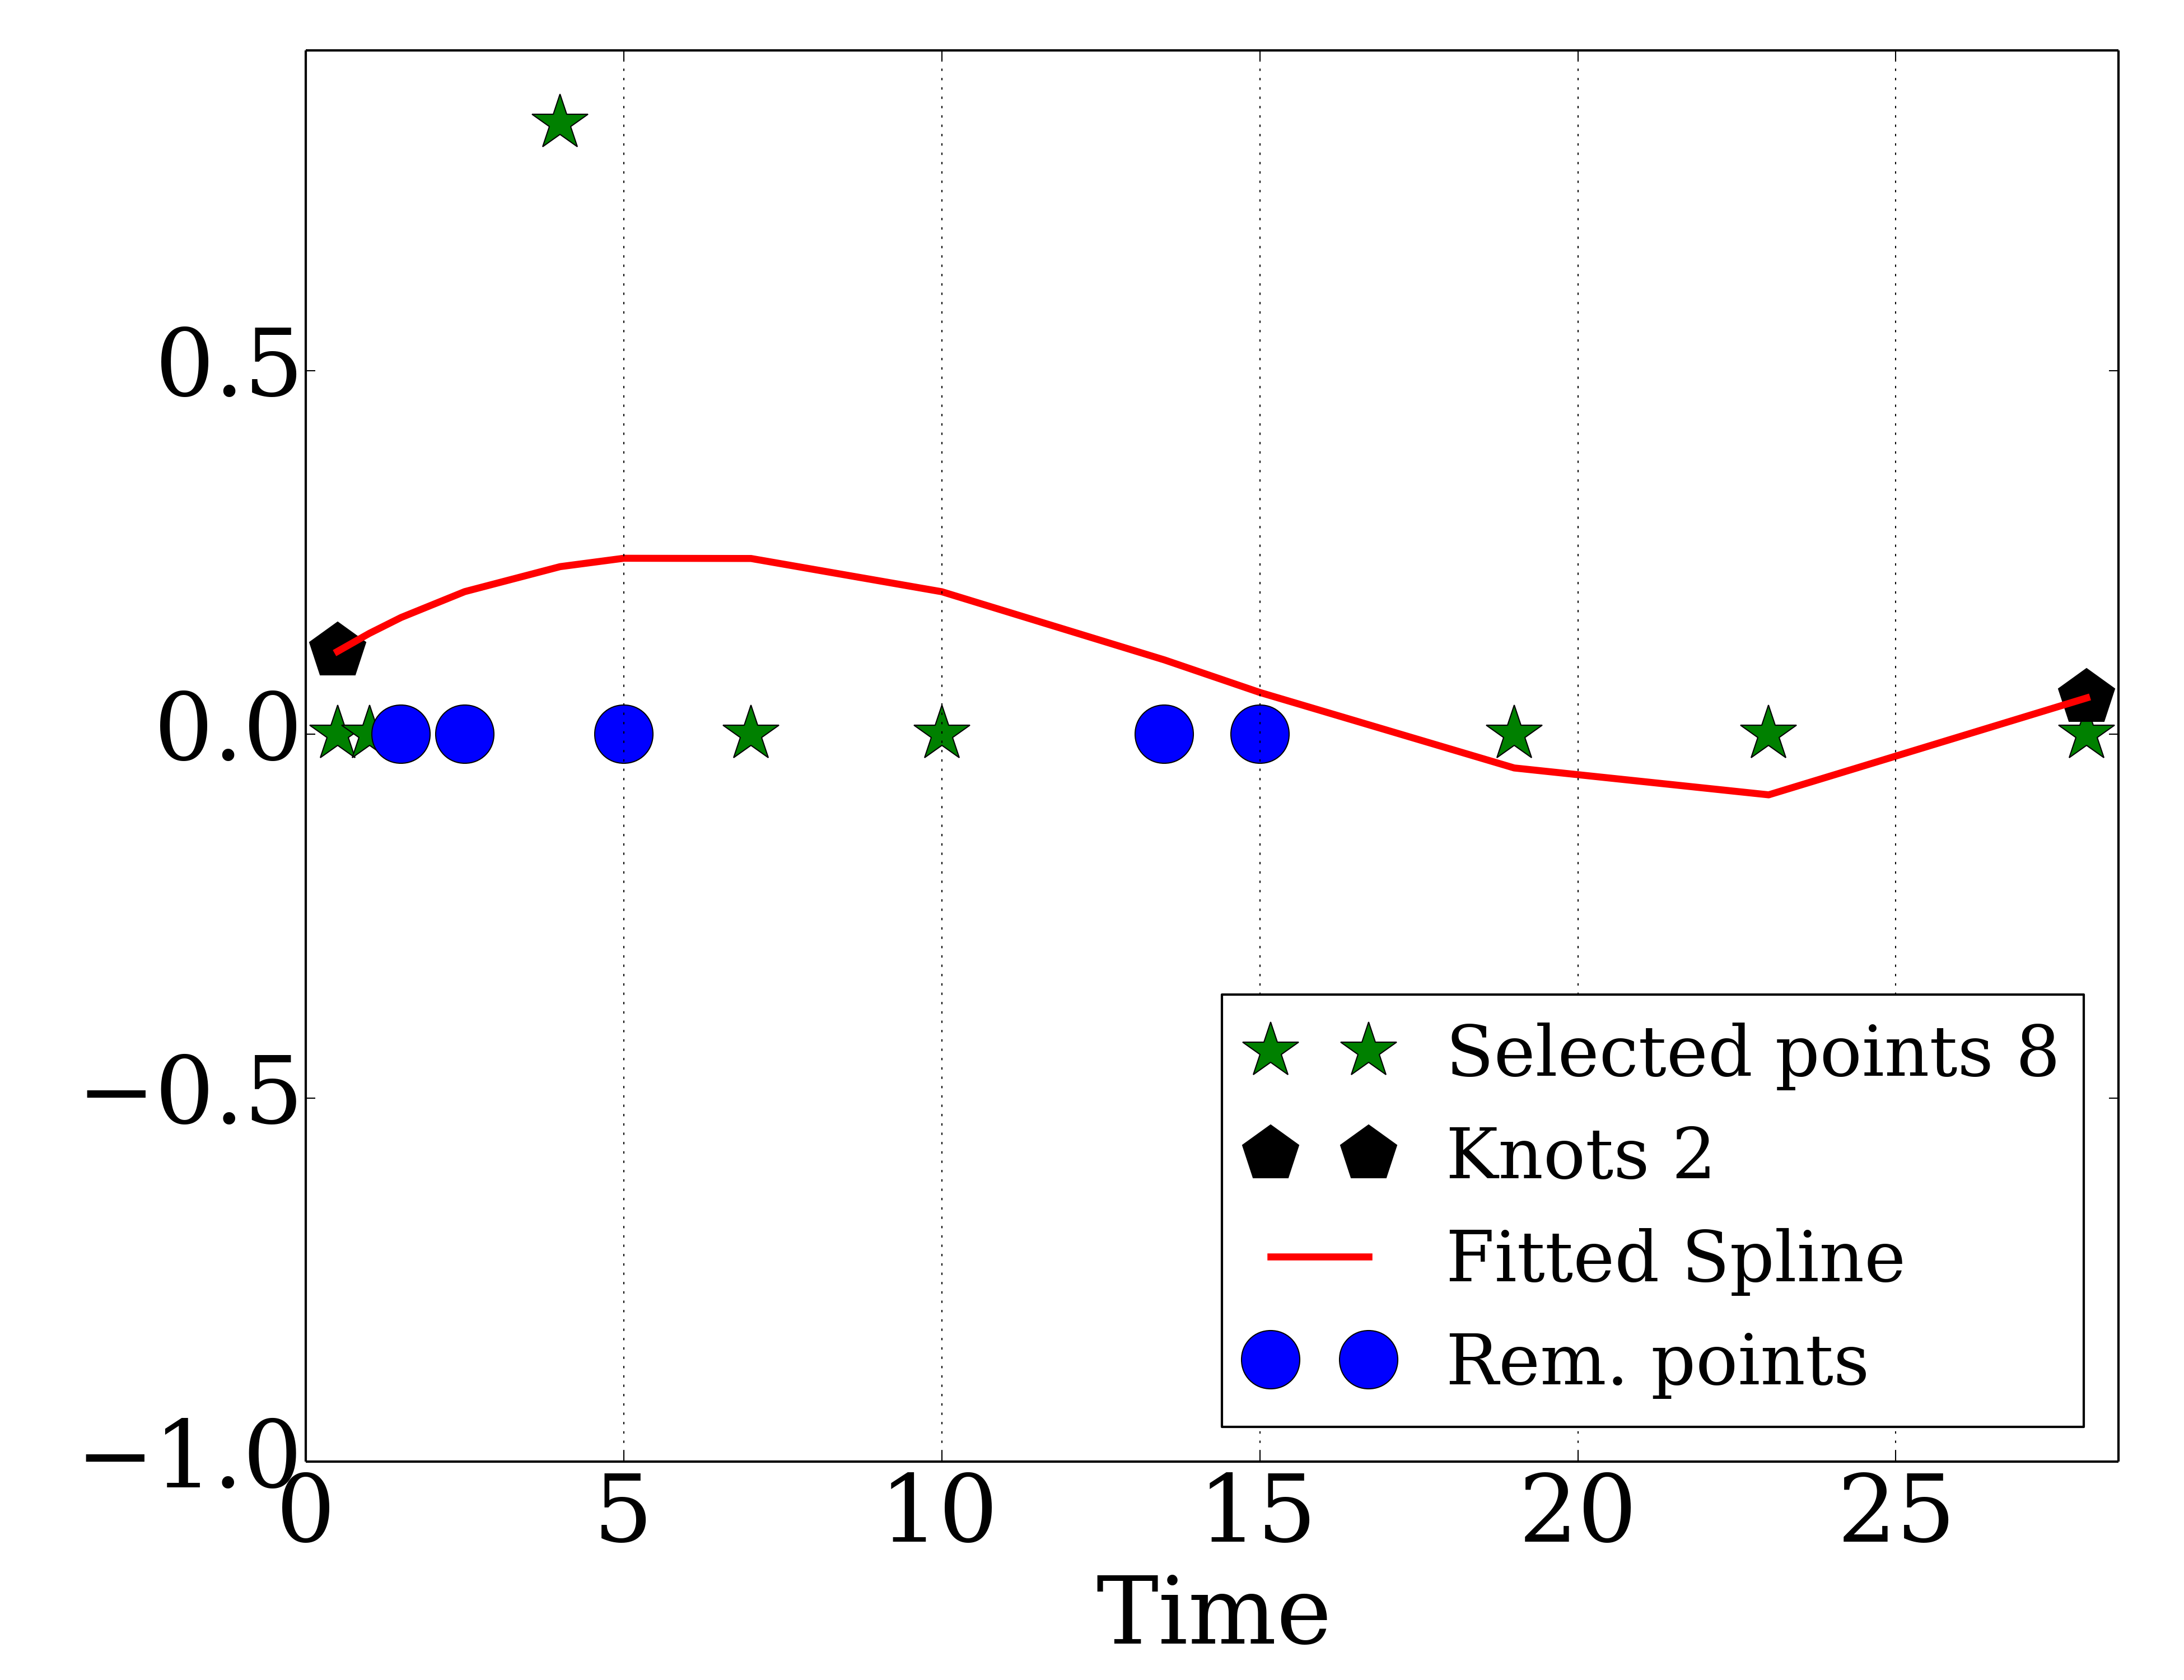 0.5
0.0
−0.5
−1.0
0 5 10 15 20 25
Time
Selected points 8
Knots 2
Fitted Spline
Rem. points